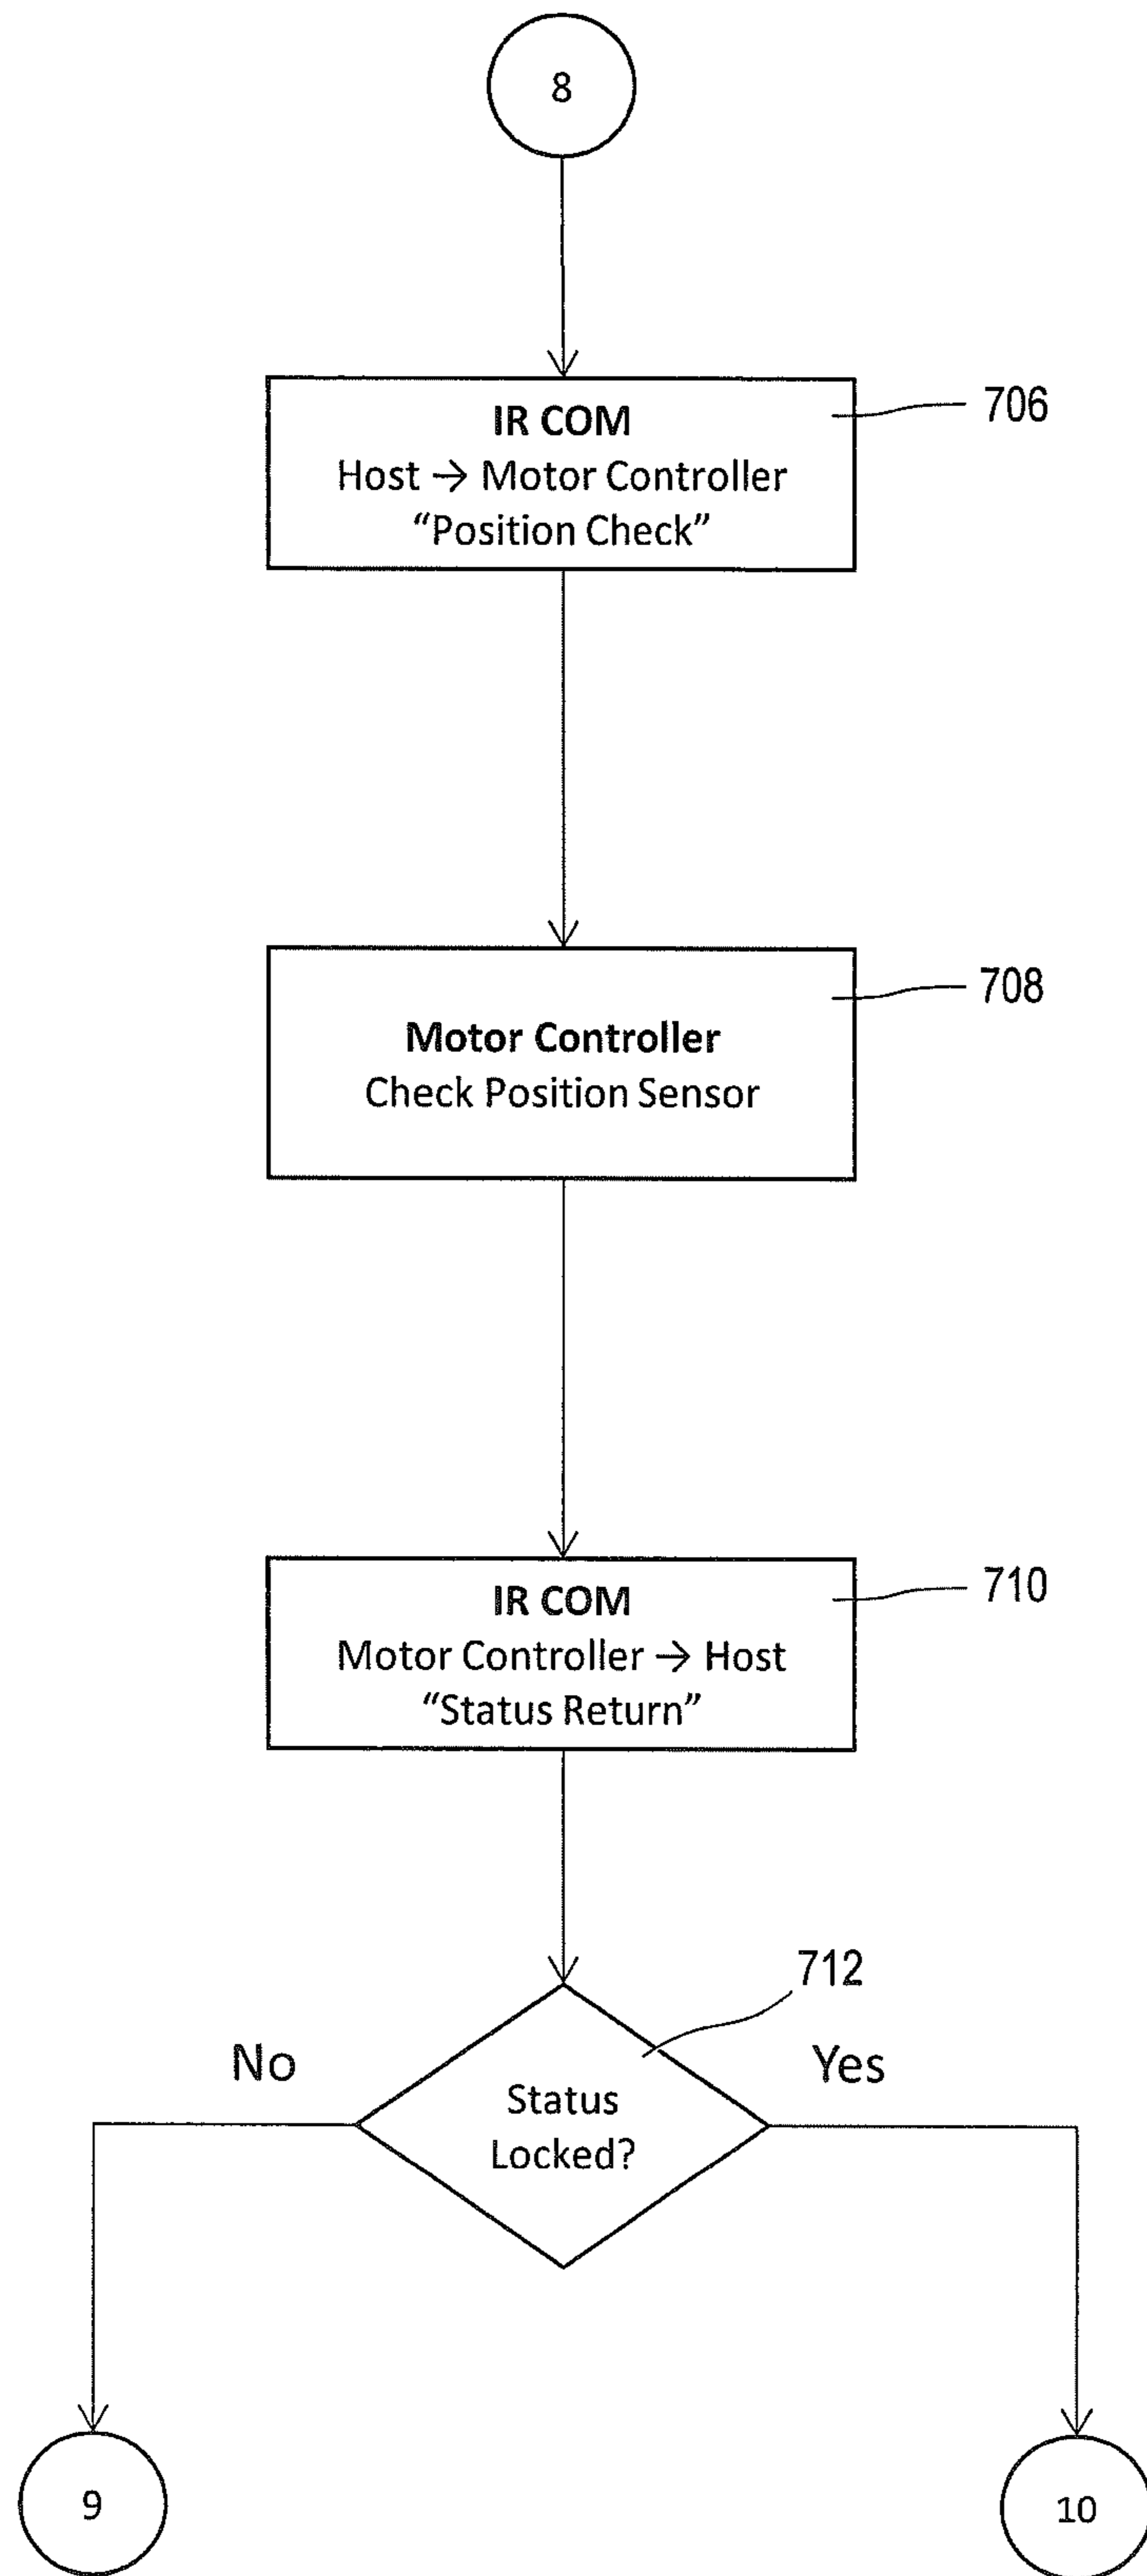 8
IR COM
706
Host → Motor Controller
“Position Check”
708
Motor Controller
Check Position Sensor
IR COM
710
Motor Controller → Host
“Status Return”
712
No
Yes
Status
Locked?
9
10